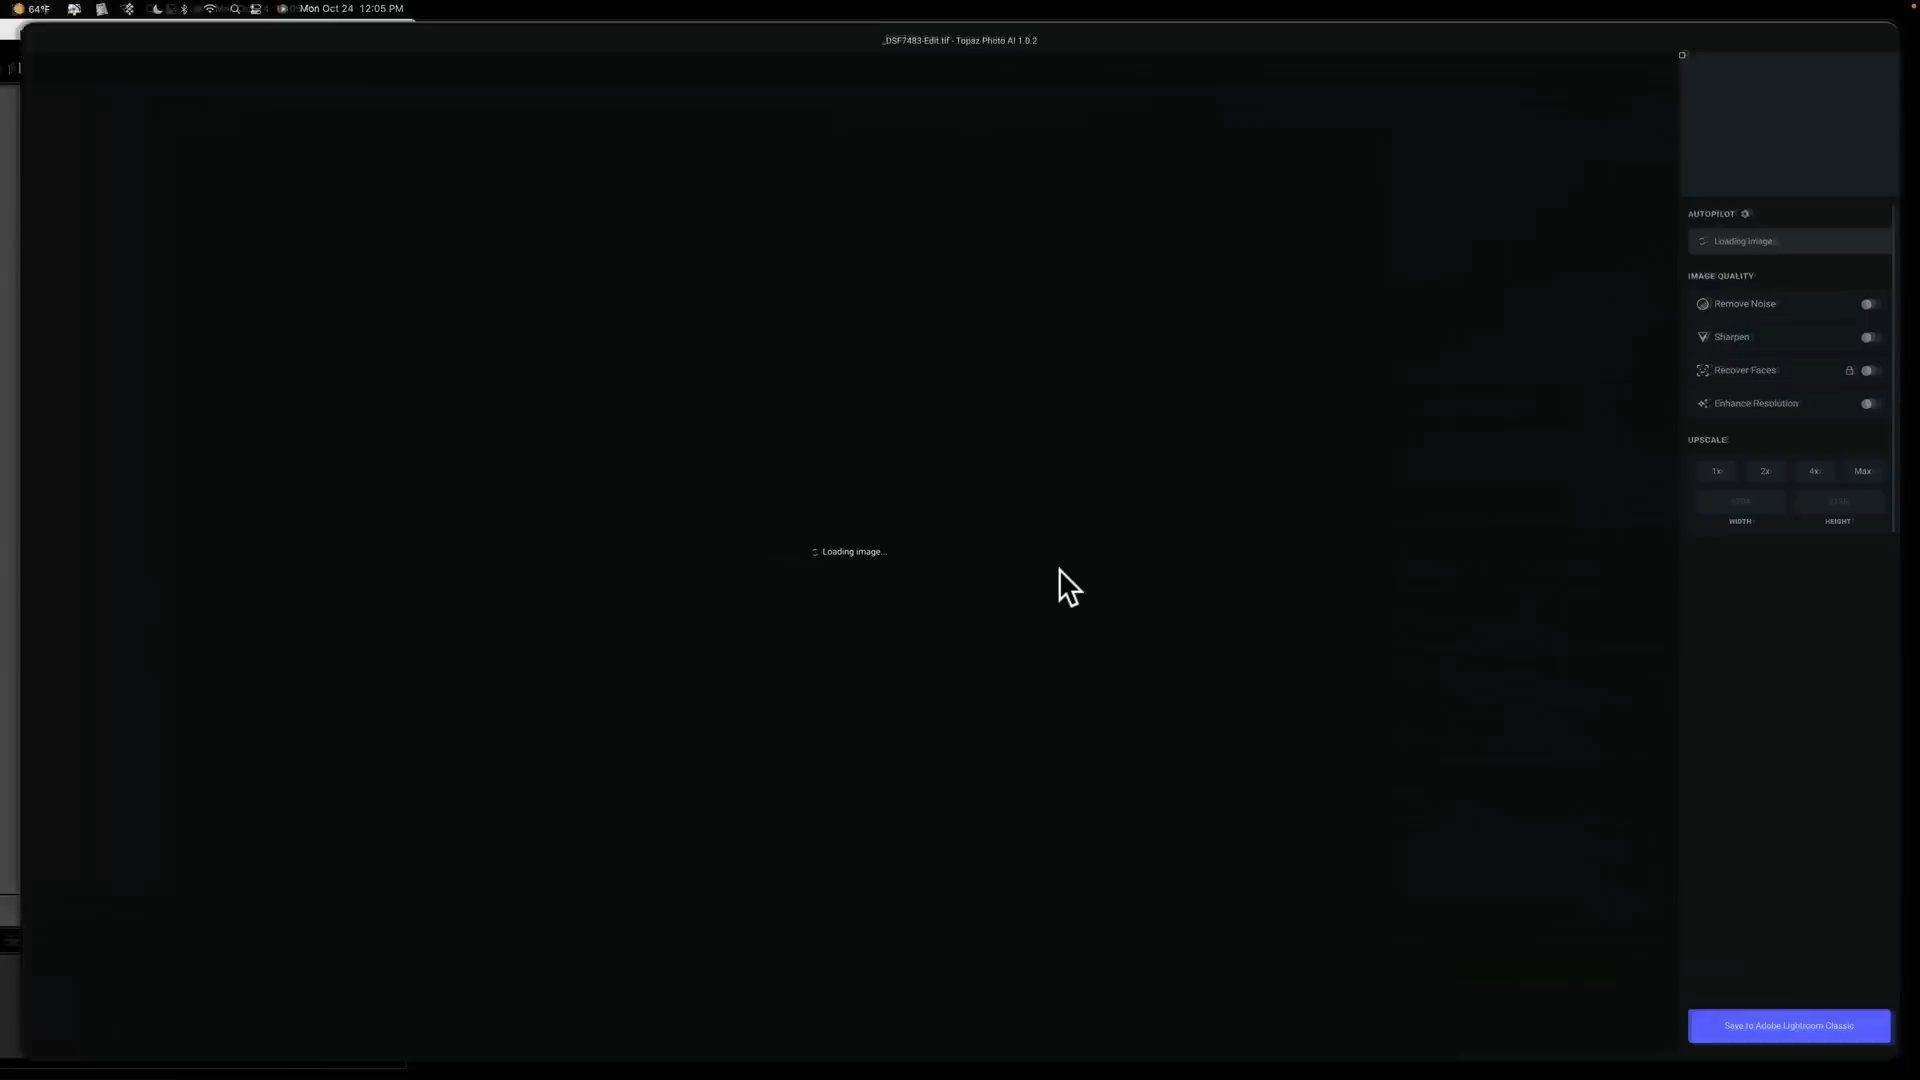 64°F
Mon Oct 24 12:05 PM
_DSF7483-Edit.tif - Topaz Photo AI 1.0.2
AUTOPILOT
Loading image
IMAGE QUALITY
Remove Noise
Sharpen
Recover Faces
Enhance Resolution
UPSCALE
1x 2x 4x Max
WIDTH HEIGHT
Loading image...
Save to Adobe Lightroom Classic